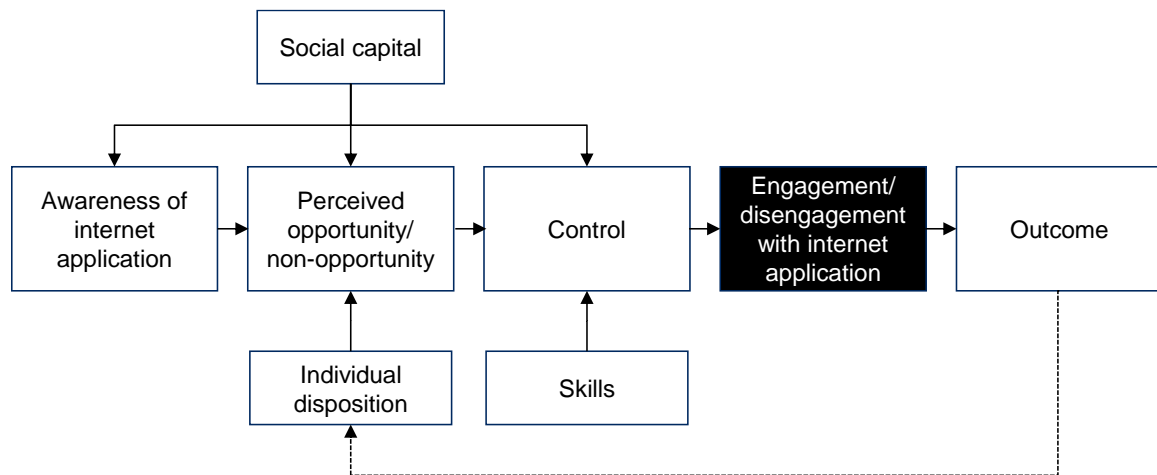 Social capital
Awareness of
internet
application
Perceived
opportunity/
non-opportunity
Control
Engagement/
disengagement
with internet
application
Outcome
Individual
disposition
Skills